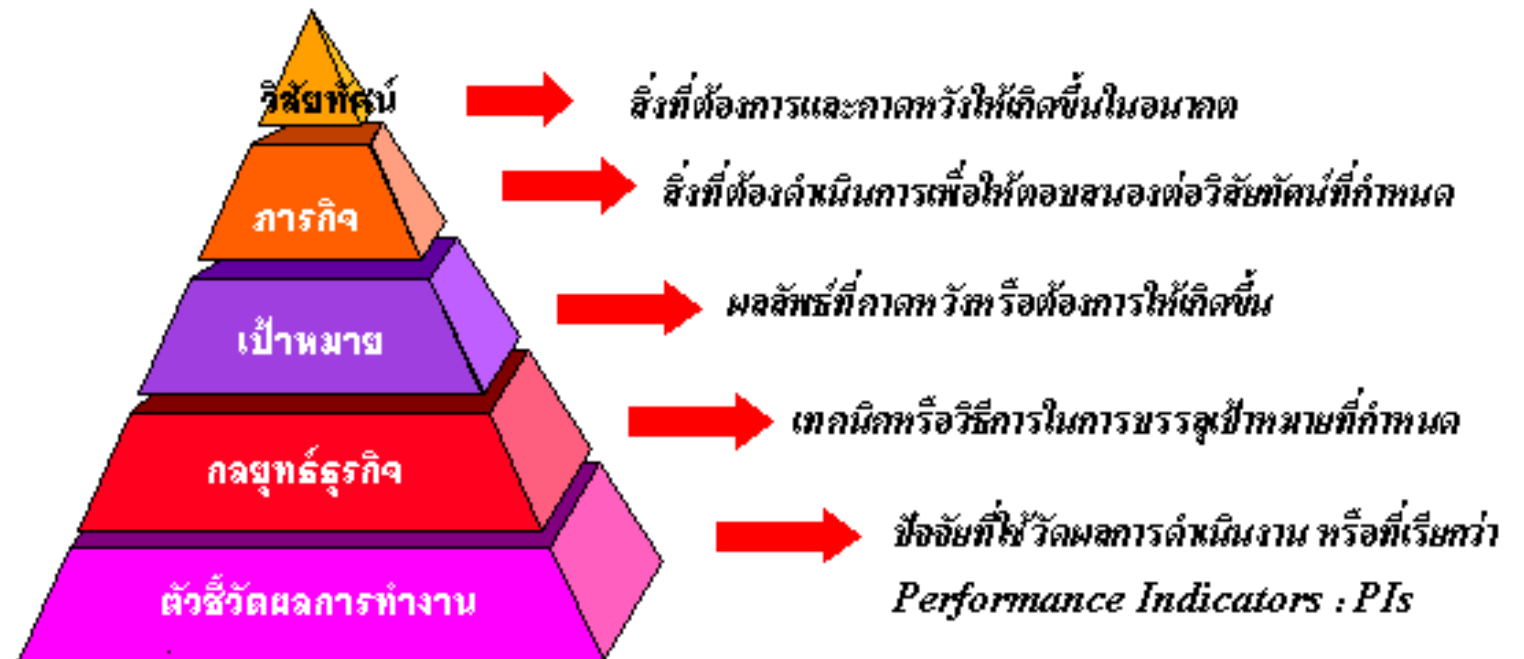 วิสัยทัศน์
สิ่งที่ต้องการและคาดหวังให้เกิดขึ้นในอนาคต
ภารกิจ
สิ่งที่ต้องดำเนินการเพื่อให้ตอบสนองต่อวิสัยทัศน์ที่กำหนด
เป้าหมาย
ผลลัพธ์ที่คาดหวังหรือต้องการให้เกิดขึ้น
กลยุทธ์ธุรกิจ
เทคนิคหรือวิธีการในการบรรลุเป้าหมายที่กำหนด
ตัวชี้วัดผลการทำงาน
ปัจจัยที่ใช้วัดผลการดำเนินงาน หรือที่เรียกว่า
Performance Indicators : PIs